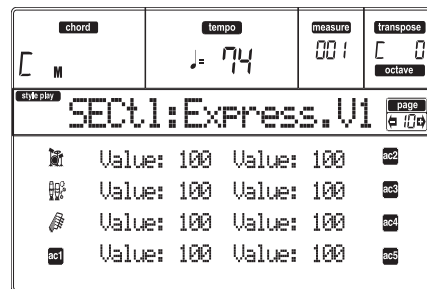 chord tempo measure transpose
C M ♩= 74 001 C 0
octave
style play SECtl:Express.V1 page
10
Value: 100 Value: 100 ac2
Value: 100 Value: 100 ac3
Value: 100 Value: 100 ac4
ac1 Value: 100 Value: 100 ac5